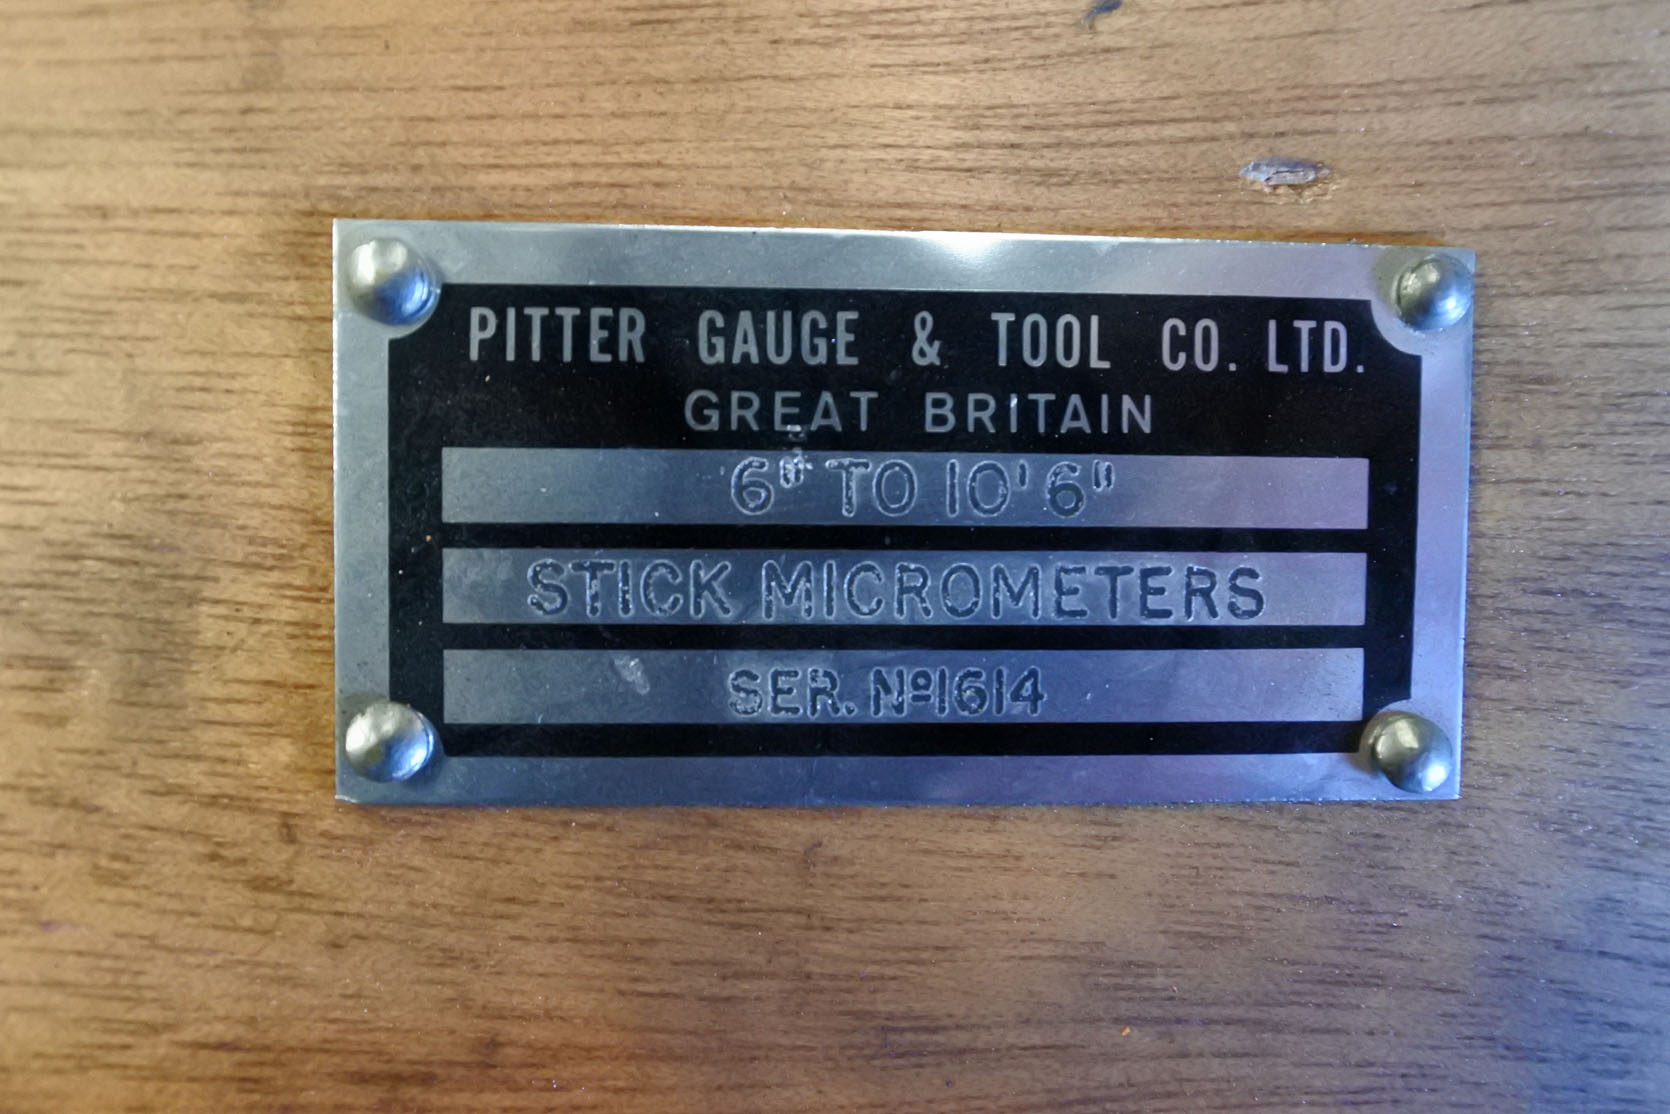 PITTER GAUGE & TOOL CO. LTD.
GREAT BRITAIN
6" TO 10' 6"
STICK MICROMETERS
SER. Nº1614